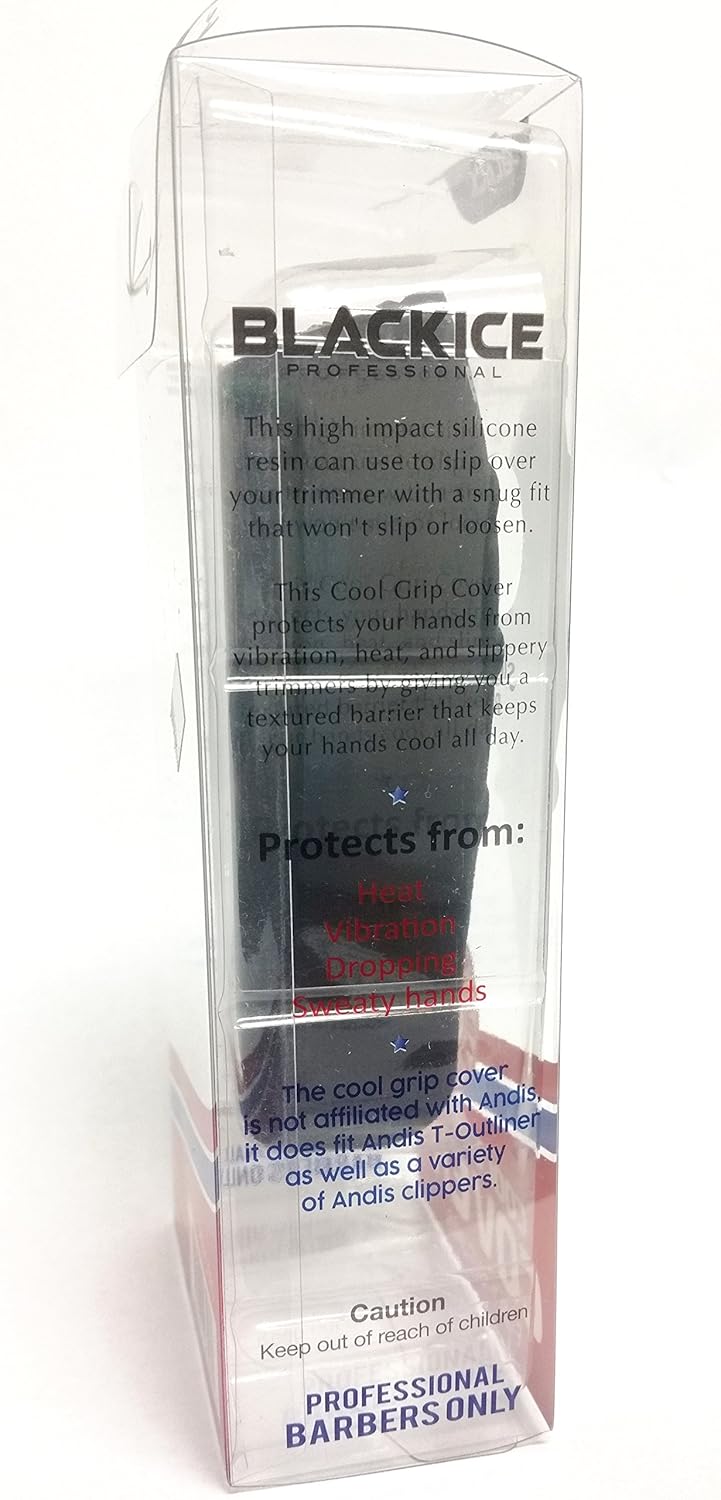 BLACKICE
PROFESSIONAL
This high impact silicone
resin can use to slip over
your trimmer with a snug fit
that won't slip or loosen.
This Cool Grip Cover
protects your hands from
vibration, heat, and slippery
trimmers by giving you a
textured barrier that keeps
your hands cool all day.
Protects from:
Heat
Vibration
Dropping
Sweaty hands
The cool grip cover
is not affiliated with Andis,
it does fit Andis T-Outliner
as well as a variety
of Andis clippers.
Caution
Keep out of reach of children
PROFESSIONAL
BARBERS ONLY